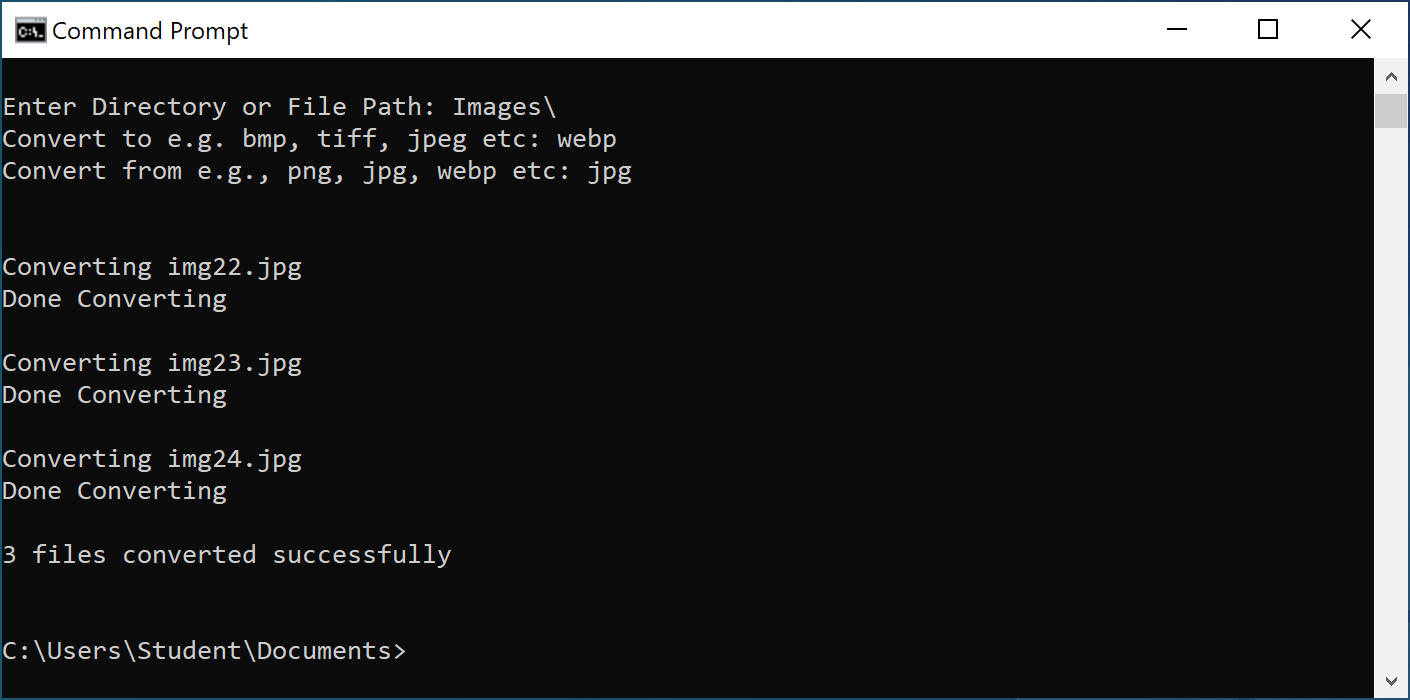 Command Prompt
Enter Directory or File Path: Images\
Convert to e.g. bmp, tiff, jpeg etc: webp
Convert from e.g., png, jpg, webp etc: jpg
Converting img22.jpg
Done Converting
Converting img23.jpg
Done Converting
Converting img24.jpg
Done Converting
3 files converted successfully
C:\Users\Student\Documents>